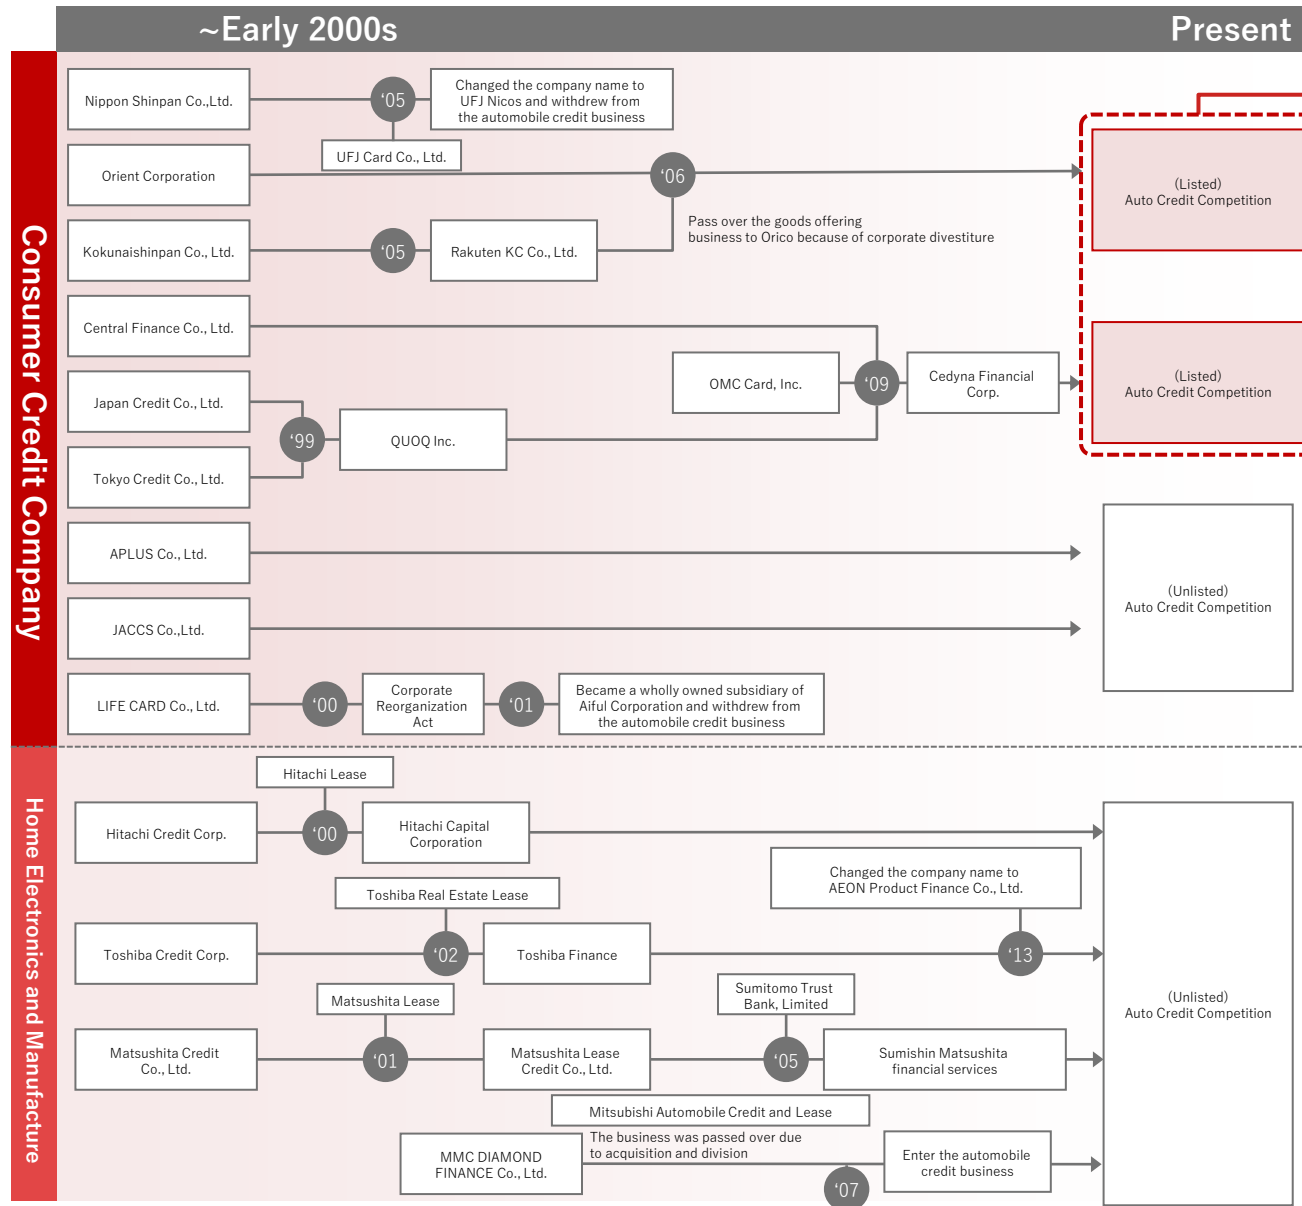 ~Early 2000s
Present
Consumer Credit Company
Nippon Shinpan Co.,Ltd.
‘05
Changed the company name to
UFJ Nicos and withdrew from
the automobile credit business
UFJ Card Co., Ltd.
Orient Corporation
‘06
(Listed)
Auto Credit Competition
Pass over the goods offering
business to Orico because of corporate divestiture
Kokunaishinpan Co., Ltd.
‘05
Rakuten KC Co., Ltd.
Central Finance Co., Ltd.
OMC Card, Inc.
‘09
Cedyna Financial
Corp.
(Listed)
Auto Credit Competition
Japan Credit Co., Ltd.
‘99
QUOQ Inc.
Tokyo Credit Co., Ltd.
APLUS Co., Ltd.
(Unlisted)
Auto Credit Competition
JACCS Co.,Ltd.
LIFE CARD Co., Ltd.
‘00
Corporate
Reorganization
Act
‘01
Became a wholly owned subsidiary of
Aiful Corporation and withdrew from
the automobile credit business
Home Electronics and Manufacture
Hitachi Lease
Hitachi Credit Corp.
‘00
Hitachi Capital
Corporation
Changed the company name to
AEON Product Finance Co., Ltd.
Toshiba Real Estate Lease
Toshiba Credit Corp.
‘02
Toshiba Finance
‘13
Matsushita Lease
Sumitomo Trust
Bank, Limited
(Unlisted)
Auto Credit Competition
Matsushita Credit
Co., Ltd.
‘01
Matsushita Lease
Credit Co., Ltd.
‘05
Sumishin Matsushita
financial services
Mitsubishi Automobile Credit and Lease
The business was passed over due
to acquisition and division
MMC DIAMOND
FINANCE Co., Ltd.
‘07
Enter the automobile
credit business